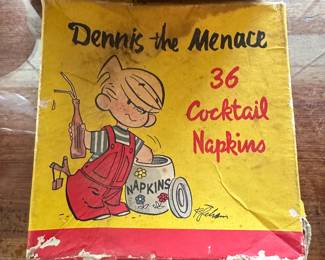 Dennis the Menace
36
Cocktail
Napkins
NAPKINS